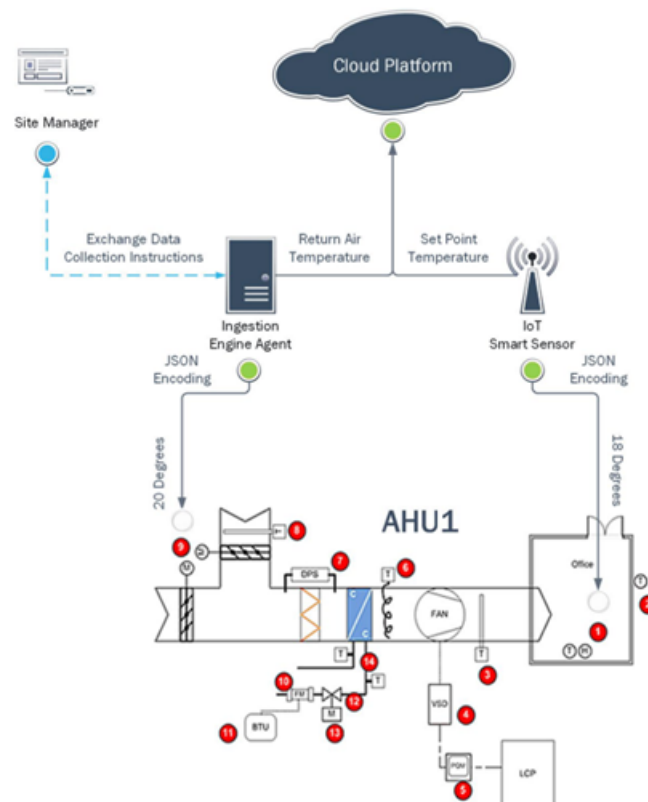 Cloud Platform
Site Manager
Exchange Data
Collection Instructions
Return Air
Temperature
Set Point
Temperature
Ingestion
Engine Agent
IoT
Smart Sensor
JSON
Encoding
JSON
Encoding
20 Degrees
18 Degrees
AHU1
8
9
M
M
7
DPS
6
T
Office
T
2
1
T H
C
C
FAN
T
3
14
T
T
10
FM
12
11
BTU
M
13
VSD
4
PQM
5
LCP